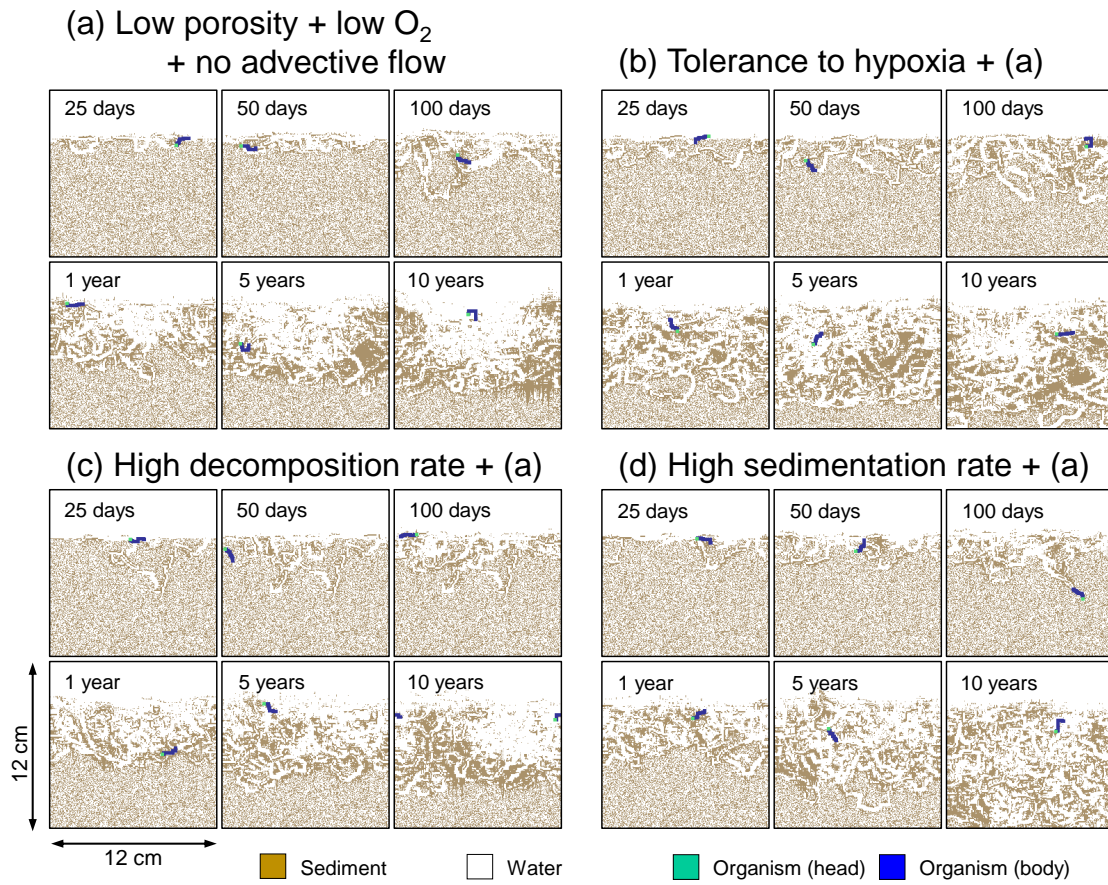 (a) Low porosity + low O₂
+ no advective flow
25 days
50 days
100 days
1 year
5 years
10 years
(b) Tolerance to hypoxia + (a)
25 days
50 days
100 days
1 year
5 years
10 years
(c) High decomposition rate + (a)
25 days
50 days
100 days
1 year
5 years
10 years
(d) High sedimentation rate + (a)
25 days
50 days
100 days
1 year
5 years
10 years
12 cm
12 cm
Sediment
Water
Organism (head)
Organism (body)